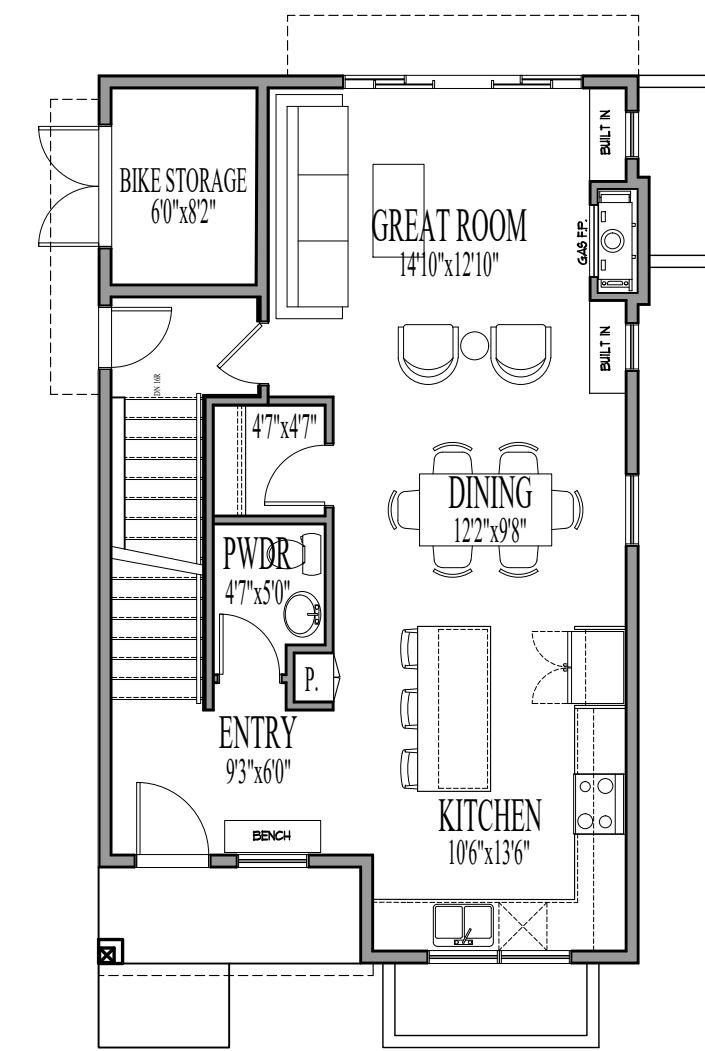 BUILT IN
BIKE STORAGE
6'0"x8'2"
GREAT ROOM
14'10"x12'10"
GAS F.P.
BUILT IN
DN 16R
4'7"x4'7"
DINING
12'2"x9'8"
PWDR
4'7"x5'0"
P.
ENTRY
9'3"x6'0"
KITCHEN
10'6"x13'6"
BENCH